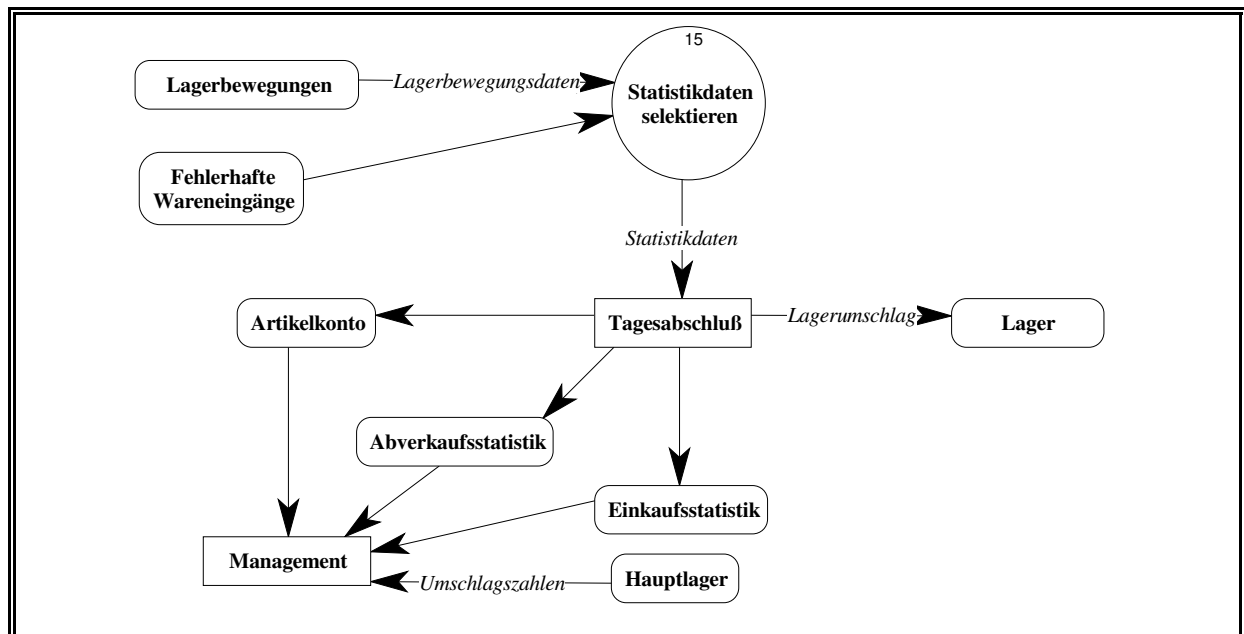 15
Lagerbewegungen
Lagerbewegungsdaten
Statistikdaten
selektieren
Fehlerhafte
Wareneingänge
Statistikdaten
Artikelkonto
Tagesabschluß
Lagerumschlag
Lager
Abverkaufsstatistik
Einkaufsstatistik
Management
Umschlagszahlen
Hauptlager